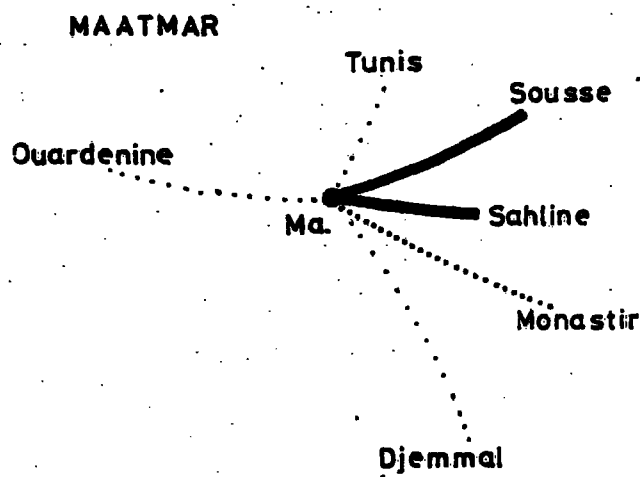 MAATMAR
Tunis
Sousse
Ouardenine
Ma.
Sahline
Monastir
Djemmal